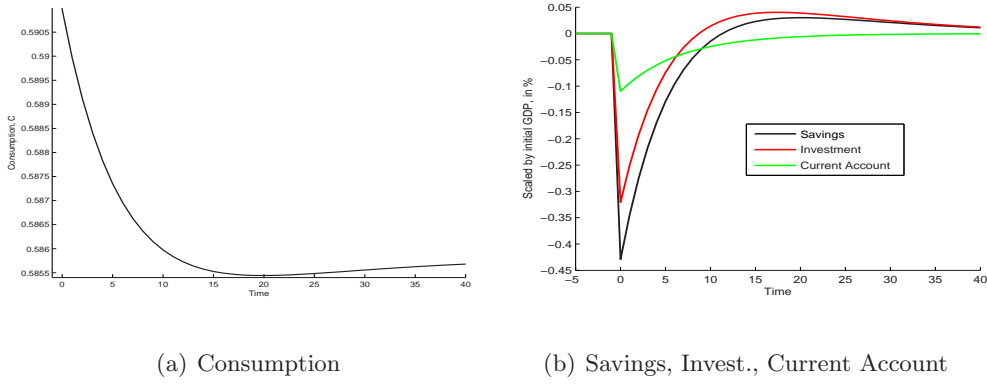 0.5905
0.59
0.5895
0.589
0.5885
0.588
0.5875
0.587
0.5865
0.586
0.5855
Consumption, C
0 5 10 15 20 25 30 35 40
Time
(a) Consumption
0.05
0
−0.05
−0.1
−0.15
−0.2
−0.25
−0.3
−0.35
−0.4
−0.45
Scaled by initial GDP, in %
Savings
Investment
Current Account
−5 0 5 10 15 20 25 30 35 40
Time
(b) Savings, Invest., Current Account